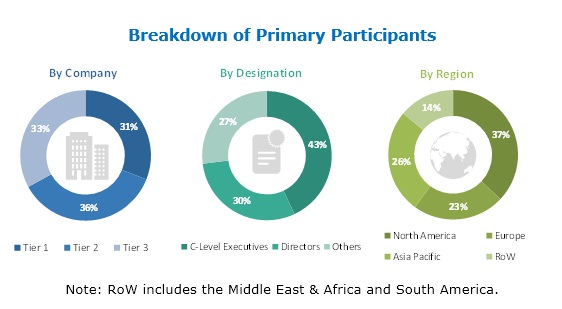 Breakdown of Primary Participants
By Company
31%
36%
33%
Tier 1 Tier 2 Tier 3
By Designation
43%
30%
27%
C-Level Executives Directors Others
By Region
37%
23%
26%
14%
North America Europe
Asia Pacific RoW
Note: RoW includes the Middle East & Africa and South America.